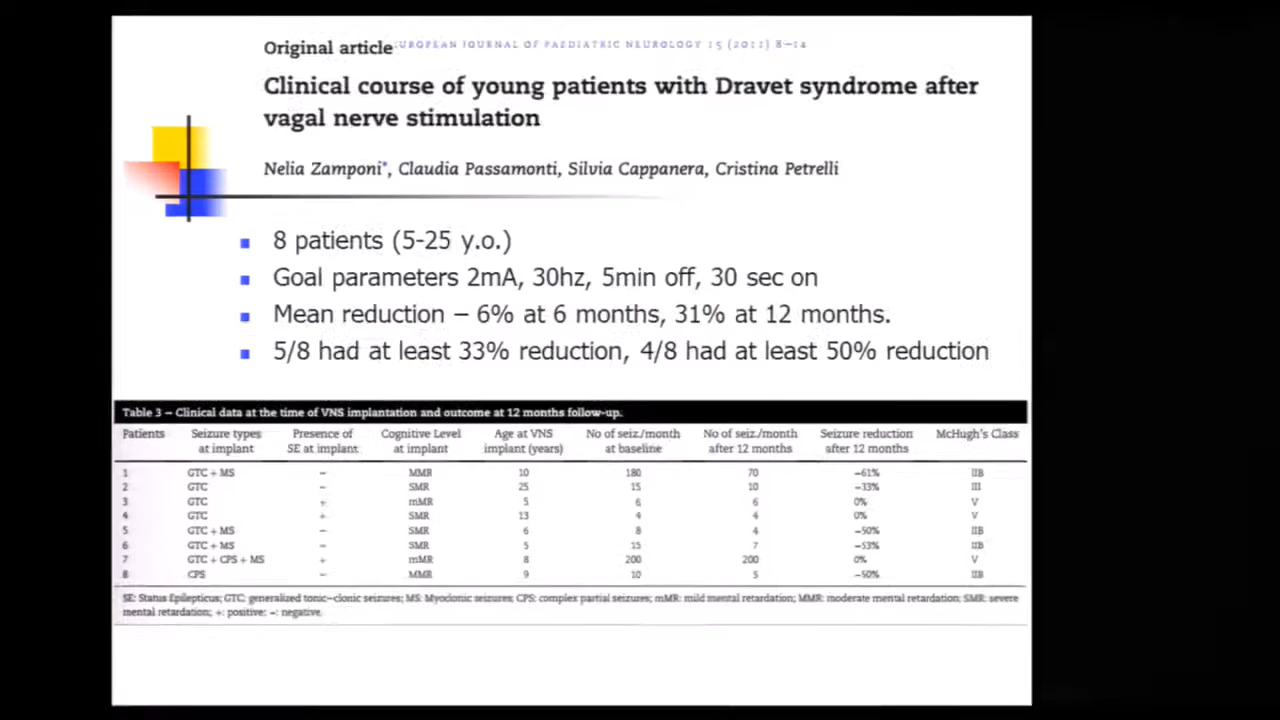 Original article
EUROPEAN JOURNAL OF PAEDIATRIC NEUROLOGY 15 (2011) 8–14
Clinical course of young patients with Dravet syndrome after
vagal nerve stimulation
Nelia Zamponi*, Claudia Passamonti, Silvia Cappanera, Cristina Petrelli
8 patients (5-25 y.o.)
Goal parameters 2mA, 30hz, 5min off, 30 sec on
Mean reduction – 6% at 6 months, 31% at 12 months.
5/8 had at least 33% reduction, 4/8 had at least 50% reduction
Table 3 – Clinical data at the time of VNS implantation and outcome at 12 months follow-up.
Patients Seizure types Presence of Cognitive Level Age at VNS No of seiz./month No of seiz./month Seizure reduction McHugh's Class
at implant SE at implant at implant implant (years) at baseline after 12 months after 12 months
1 GTC + MS – MMR 10 180 70 –61% IIB
2 GTC – SMR 25 15 10 –33% III
3 GTC + mMR 5 6 6 0% V
4 GTC + SMR 13 4 4 0% V
5 GTC + MS – SMR 6 8 4 –50% IIB
6 GTC + MS – SMR 5 15 7 –53% IIB
7 GTC + CPS + MS + mMR 8 200 200 0% V
8 CPS – MMR 9 10 5 –50% IIB
SE: Status Epilepticus; GTC: generalized tonic–clonic seizures; MS: Myoclonic seizures; CPS: complex partial seizures; mMR: mild mental retardation; MMR: moderate mental retardation; SMR: severe
mental retardation; +: positive; –: negative.